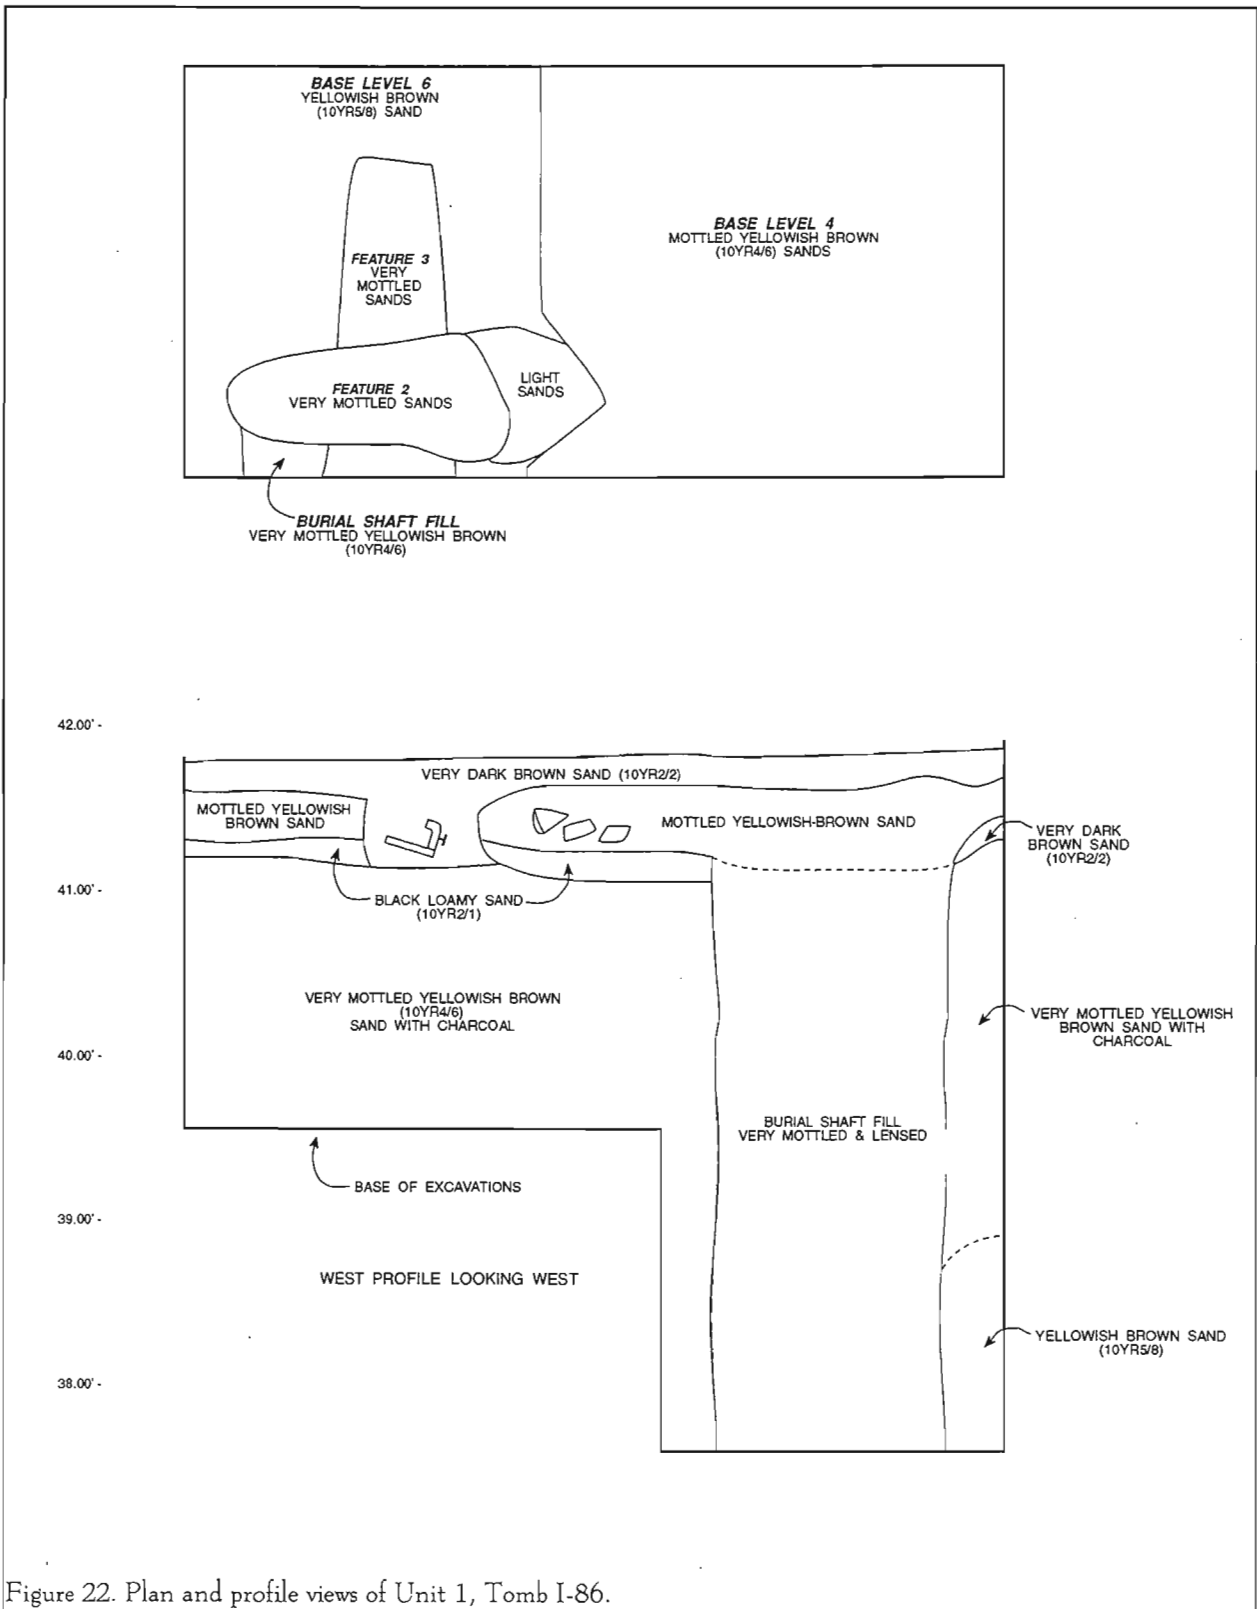 BASE LEVEL 6
YELLOWISH BROWN
(10YR5/8) SAND
BASE LEVEL 4
MOTTLED YELLOWISH BROWN
(10YR4/6) SANDS
FEATURE 3
VERY
MOTTLED
SANDS
FEATURE 2
VERY MOTTLED SANDS
LIGHT
SANDS
BURIAL SHAFT FILL
VERY MOTTLED YELLOWISH BROWN
(10YR4/6)
42.00' -
VERY DARK BROWN SAND (10YR2/2)
MOTTLED YELLOWISH
BROWN SAND
MOTTLED YELLOWISH-BROWN SAND
VERY DARK
BROWN SAND
(10YR2/2)
41.00' -
BLACK LOAMY SAND
(10YR2/1)
VERY MOTTLED YELLOWISH BROWN
(10YR4/6)
SAND WITH CHARCOAL
VERY MOTTLED YELLOWISH
BROWN SAND WITH
CHARCOAL
40.00' -
BURIAL SHAFT FILL
VERY MOTTLED & LENSED
BASE OF EXCAVATIONS
39.00' -
WEST PROFILE LOOKING WEST
YELLOWISH BROWN SAND
(10YR5/8)
38.00' -
Figure 22. Plan and profile views of Unit 1, Tomb I-86.